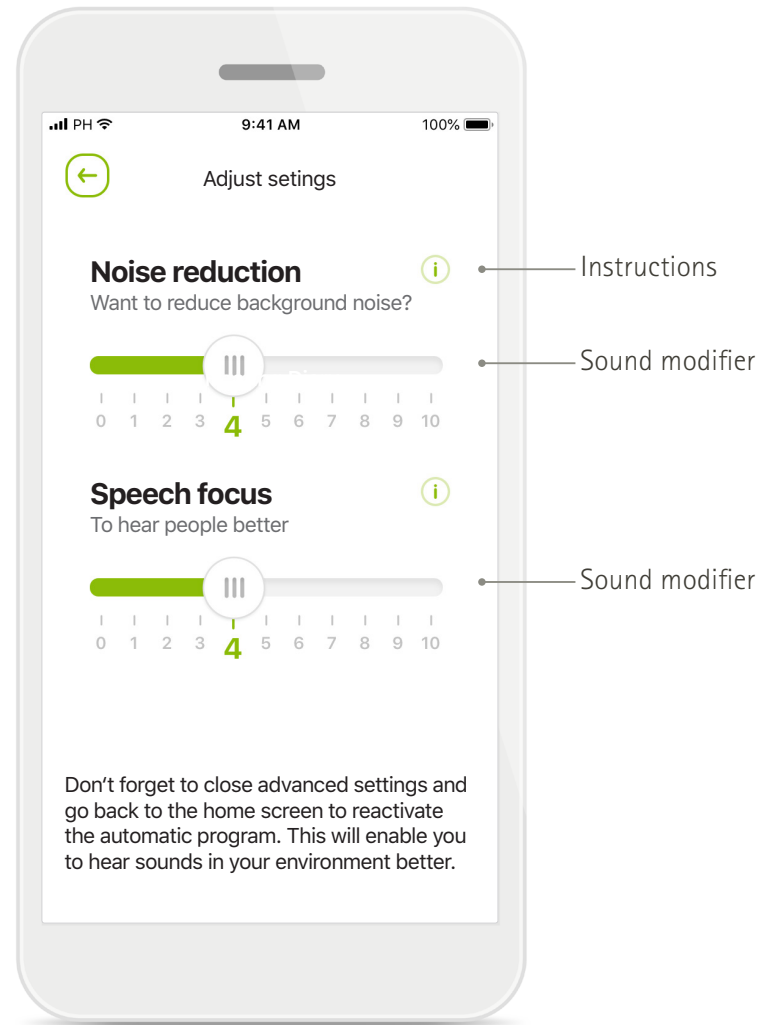 PH
9:41 AM
100%
Adjust setings
Noise reduction
Want to reduce background noise?
Instructions
Sound modifier
0 1 2 3 4 5 6 7 8 9 10
Speech focus
To hear people better
Sound modifier
0 1 2 3 4 5 6 7 8 9 10
Don't forget to close advanced settings and
go back to the home screen to reactivate
the automatic program. This will enable you
to hear sounds in your environment better.